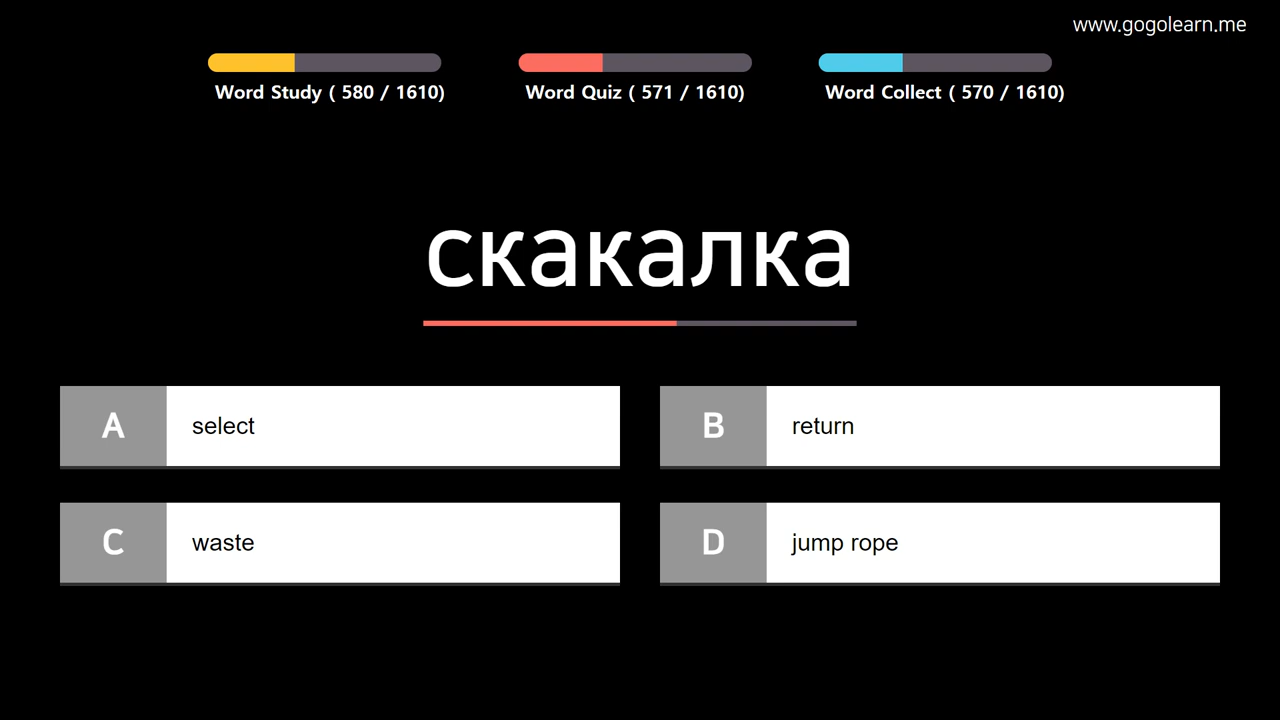 www.gogolearn.me
Word Study ( 580 / 1610)
Word Quiz ( 571 / 1610)
Word Collect ( 570 / 1610)
скакалка
A select
B return
C waste
D jump rope